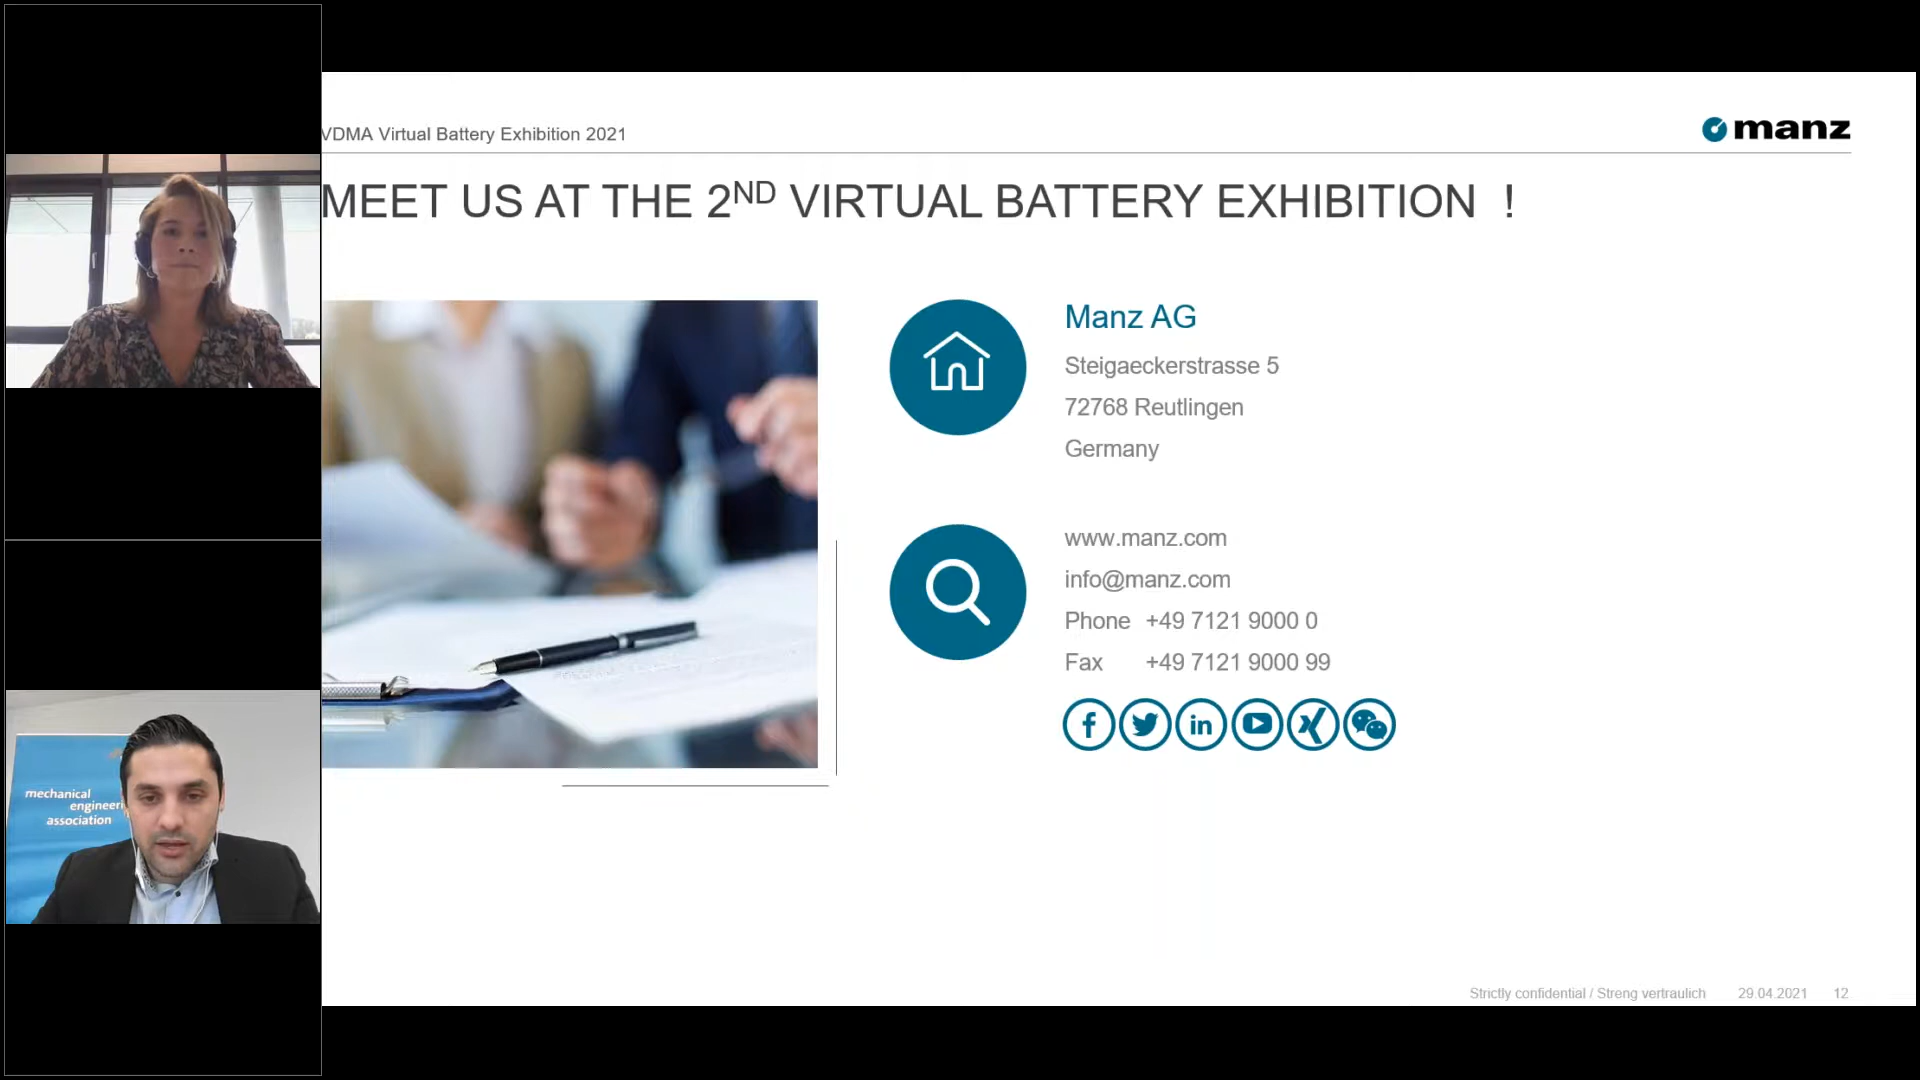 VDMA Virtual Battery Exhibition 2021
manz
MEET US AT THE 2ND VIRTUAL BATTERY EXHIBITION !
Manz AG
Steigaeckerstrasse 5
72768 Reutlingen
Germany
www.manz.com
info@manz.com
Phone +49 7121 9000 0
Fax +49 7121 9000 99
mechanical
engineeri
association
Strictly confidential / Streng vertraulich 29.04.2021 12